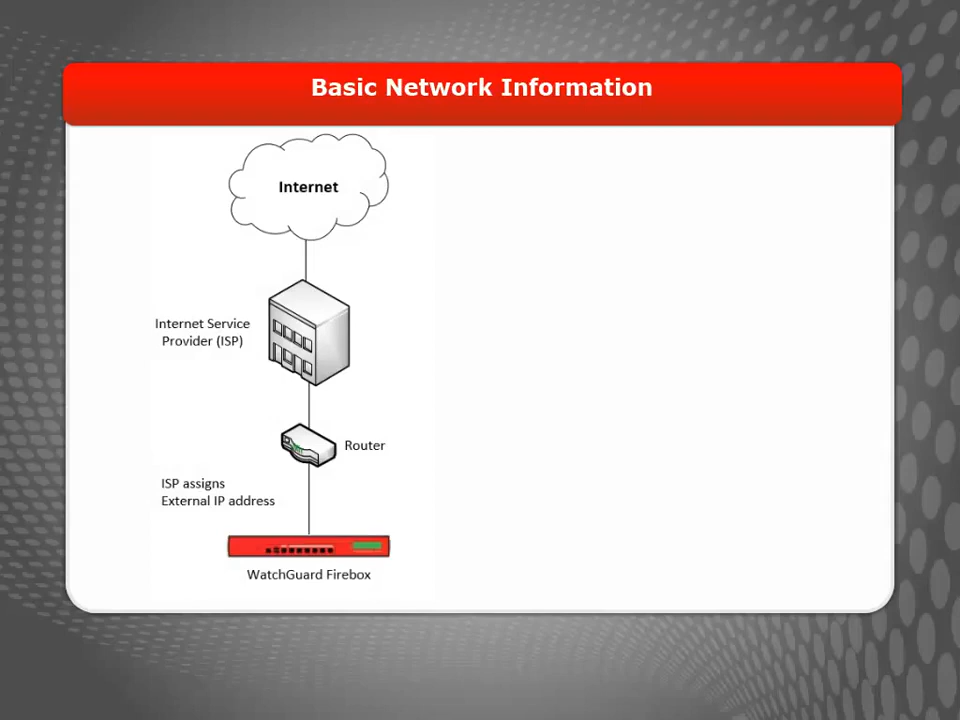 Basic Network Information
Internet
Internet Service
Provider (ISP)
Router
ISP assigns
External IP address
WatchGuard Firebox